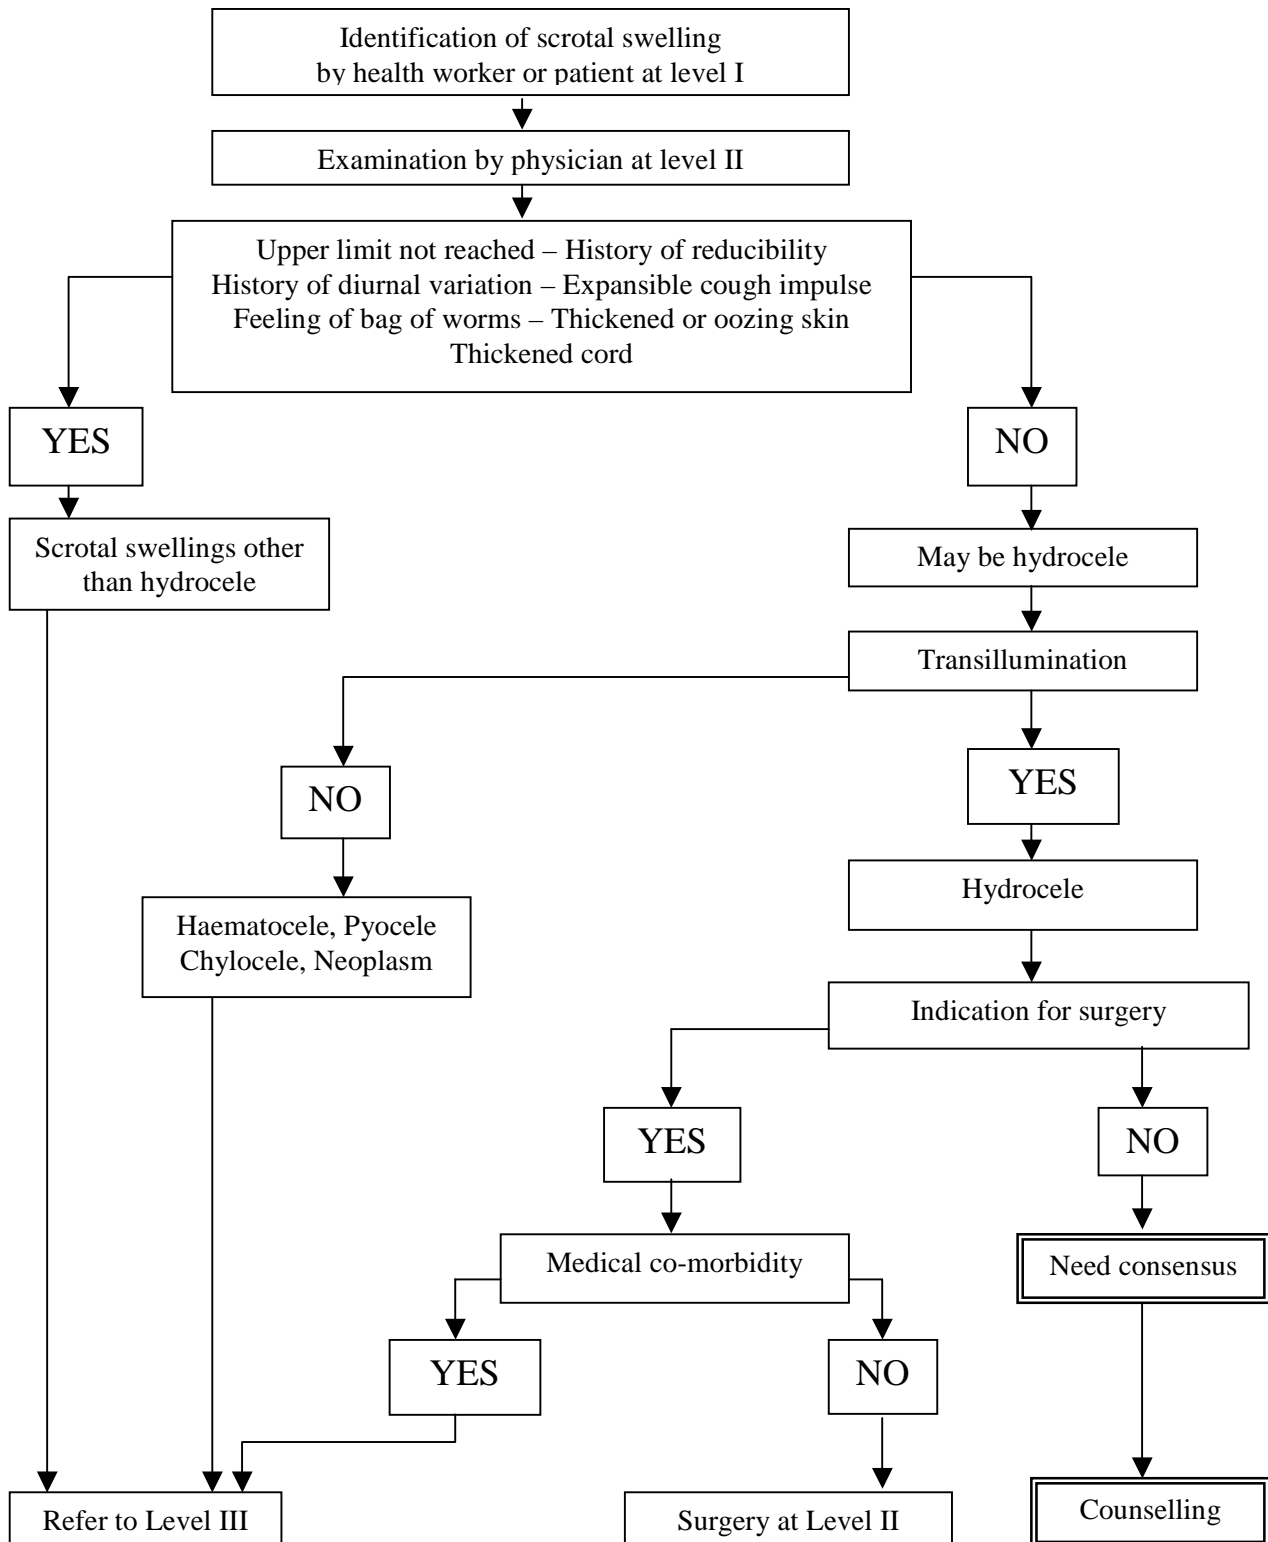 Identification of scrotal swelling
by health worker or patient at level I
Examination by physician at level II
Upper limit not reached – History of reducibility
History of diurnal variation – Expansible cough impulse
Feeling of bag of worms – Thickened or oozing skin
Thickened cord
YES
NO
Scrotal swellings other
than hydrocele
May be hydrocele
Transillumination
NO
YES
Haematocele, Pyocele
Chylocele, Neoplasm
Hydrocele
Indication for surgery
YES
NO
Medical co-morbidity
Need consensus
YES
NO
Refer to Level III
Surgery at Level II
Counselling